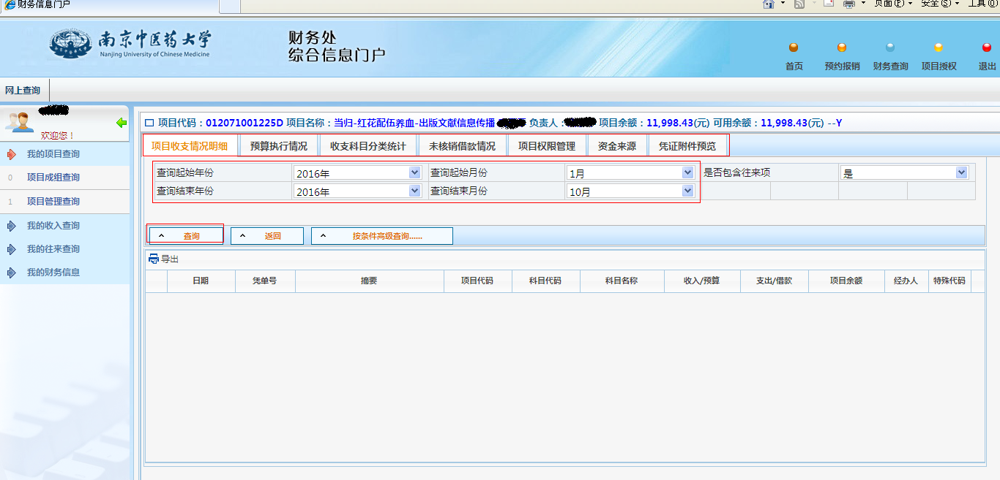 财务信息门户
页面(P) 安全(S) 工具(O)
南京中医药大学
Nanjing University of Chinese Medicine
财务处
综合信息门户
首页 预约报销 财务查询 项目授权 退出
网上查询
欢迎您！
我的项目查询
0 项目成组查询
1 项目管理查询
我的收入查询
我的往来查询
我的财务信息
项目代码：012071001225D 项目名称：当归-红花配伍养血-出版文献信息传播 负责人： 项目余额：11,998.43(元) 可用余额：11,998.43(元) --Y
项目收支情况明细 预算执行情况 收支科目分类统计 未核销借款情况 项目权限管理 资金来源 凭证附件预览
查询起始年份 2016年 查询起始月份 1月 是否包含往来项 是
查询结束年份 2016年 查询结束月份 10月
查询 返回 按条件高级查询......
导出
日期 凭单号 摘要 项目代码 科目代码 科目名称 收入/预算 支出/借款 项目余额 经办人 特殊代码